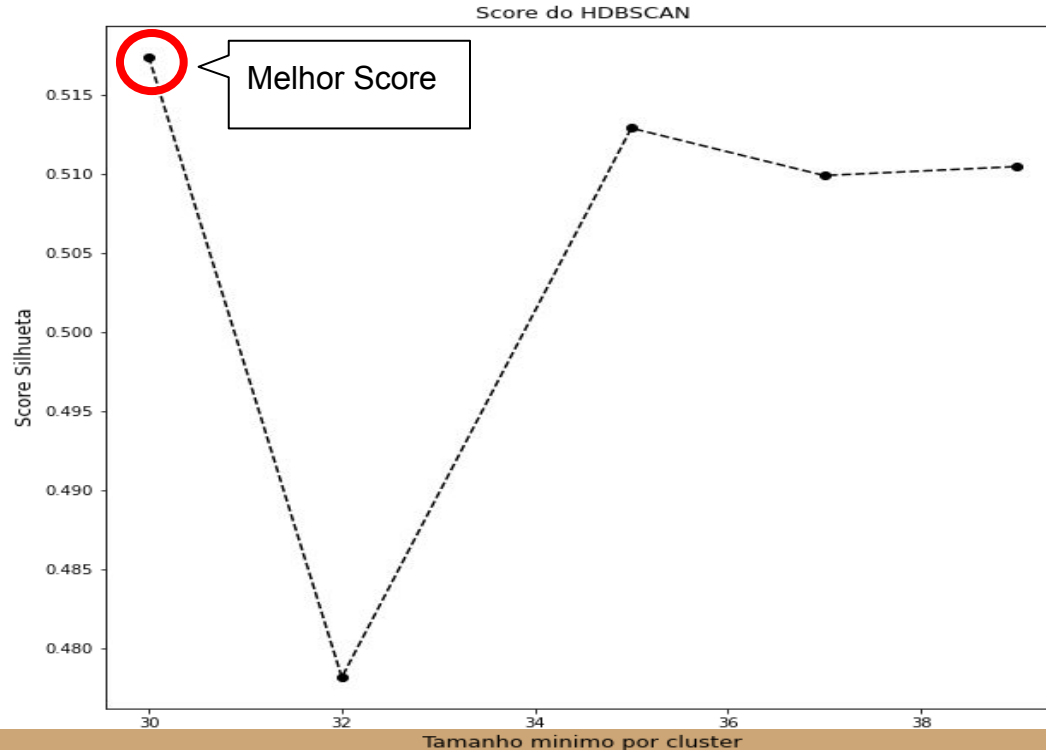 Score do HDBSCAN
Melhor Score
0.515
0.510
0.505
0.500
0.495
0.490
0.485
0.480
Score Silhueta
30 32 34 36 38
Tamanho minimo por cluster